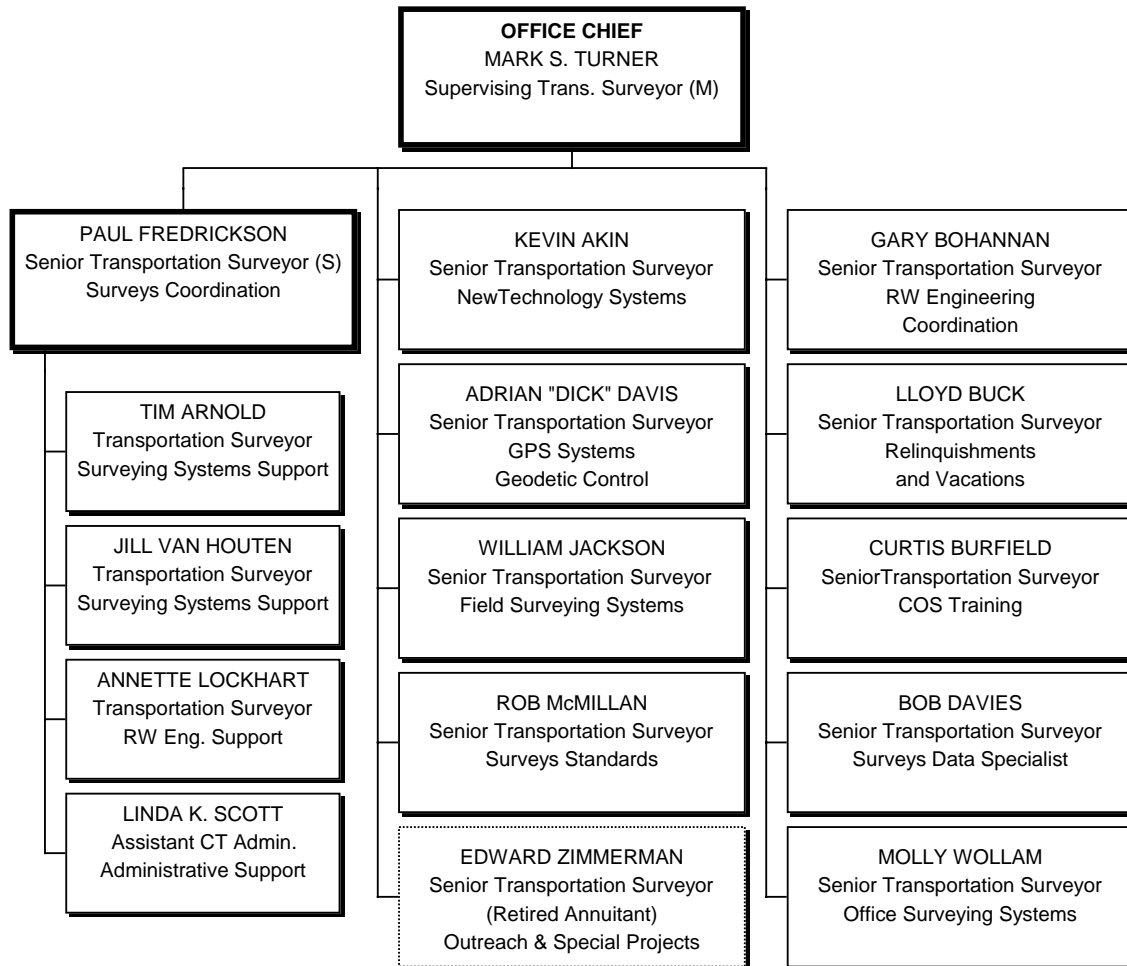 OFFICE CHIEF
MARK S. TURNER
Supervising Trans. Surveyor (M)
PAUL FREDRICKSON
Senior Transportation Surveyor (S)
Surveys Coordination
TIM ARNOLD
Transportation Surveyor
Surveying Systems Support
JILL VAN HOUTEN
Transportation Surveyor
Surveying Systems Support
ANNETTE LOCKHART
Transportation Surveyor
RW Eng. Support
LINDA K. SCOTT
Assistant CT Admin.
Administrative Support
KEVIN AKIN
Senior Transportation Surveyor
NewTechnology Systems
ADRIAN "DICK" DAVIS
Senior Transportation Surveyor
GPS Systems
Geodetic Control
WILLIAM JACKSON
Senior Transportation Surveyor
Field Surveying Systems
ROB McMILLAN
Senior Transportation Surveyor
Surveys Standards
EDWARD ZIMMERMAN
Senior Transportation Surveyor
(Retired Annuitant)
Outreach & Special Projects
GARY BOHANNAN
Senior Transportation Surveyor
RW Engineering
Coordination
LLOYD BUCK
Senior Transportation Surveyor
Relinquishments
and Vacations
CURTIS BURFIELD
SeniorTransportation Surveyor
COS Training
BOB DAVIES
Senior Transportation Surveyor
Surveys Data Specialist
MOLLY WOLLAM
Senior Transportation Surveyor
Office Surveying Systems